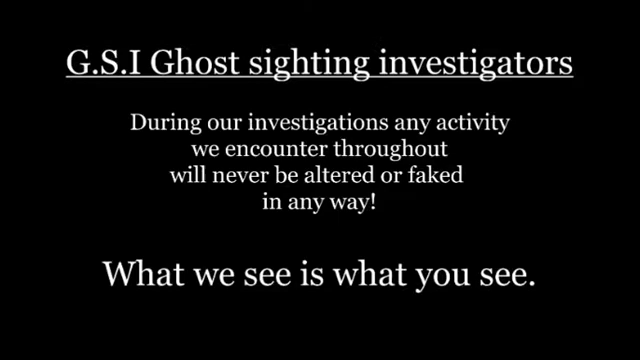 G.S.I Ghost sighting investigators
During our investigations any activity
we encounter throughout
will never be altered or faked
in any way!
What we see is what you see.